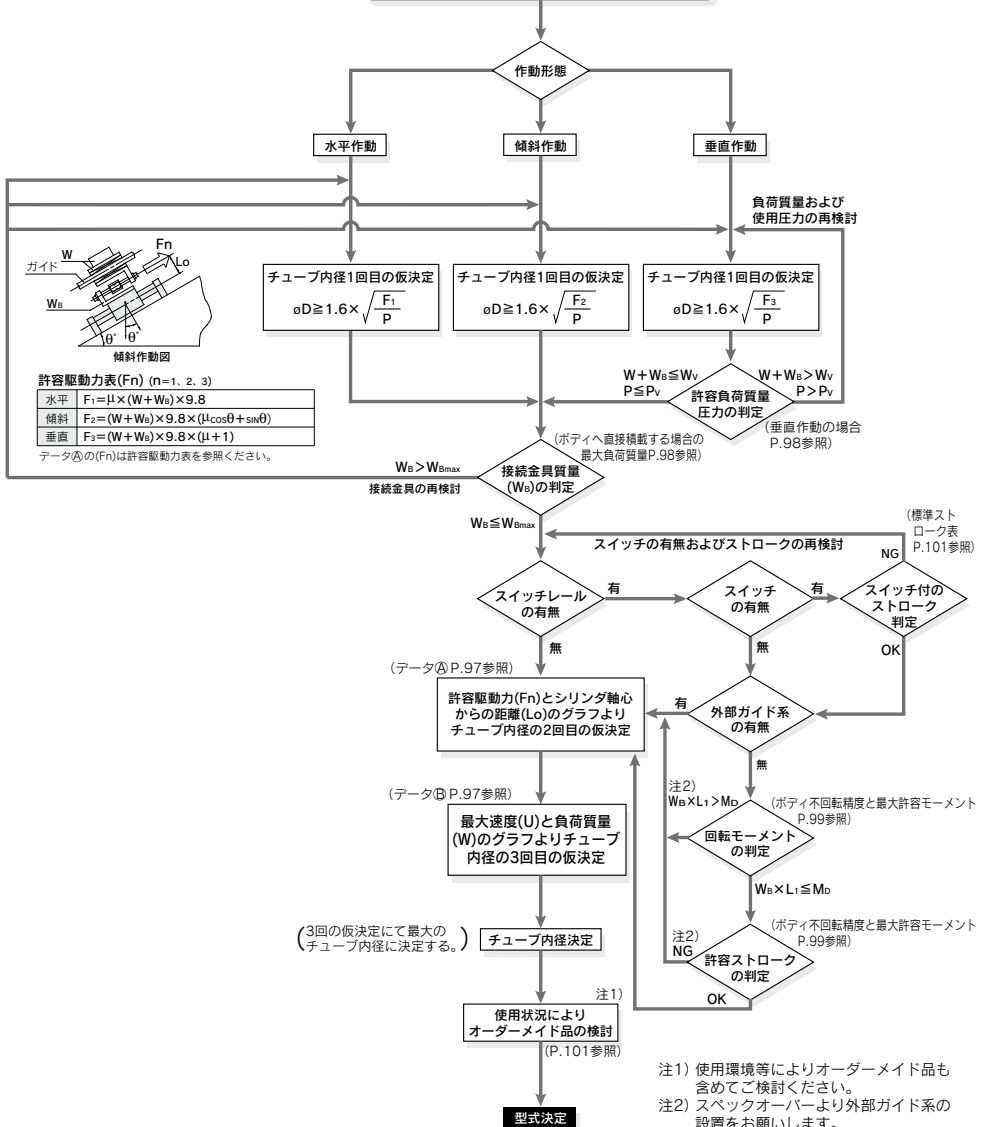 作動形態
水平作動
傾斜作動
垂直作動
負荷質量および
使用圧力の再検討
W
Fn
Lo
ガイド
WB
θ°
θ°
傾斜作動図
チューブ内径1回目の仮決定
øD≧1.6×√F1/P
チューブ内径1回目の仮決定
øD≧1.6×√F2/P
チューブ内径1回目の仮決定
øD≧1.6×√F3/P
許容駆動力表(Fn) (n=1、2、3)
水平 F1=μ×(W+WB)×9.8
傾斜 F2=(W+WB)×9.8×(μcosθ+sinθ)
垂直 F3=(W+WB)×9.8×(μ+1)
データⒶの(Fn)は許容駆動力表を参照ください。
W+WB≦WV
P≦PV
W+WB>WV
P>PV
許容負荷質量
圧力の判定
(垂直作動の場合
P.98参照)
(ボディへ直接積載する場合の
最大負荷質量P.98参照)
WB>WBmax
接続金具の再検討
接続金具質量
(WB)の判定
WB≦WBmax
スイッチの有無およびストロークの再検討
NG
(標準スト
ローク表
P.101参照)
スイッチレール
の有無
有
スイッチ
の有無
有
スイッチ付の
ストローク
判定
無
無
OK
(データⒶP.97参照)
許容駆動力(Fn)とシリンダ軸心
からの距離(Lo)のグラフより
チューブ内径の2回目の仮決定
有
外部ガイド系
の有無
無
(データⒷP.97参照)
最大速度(U)と負荷質量
(W)のグラフよりチューブ
内径の3回目の仮決定
注2)
WB×L1>MD
(ボディ不回転精度と最大許容モーメント
P.99参照)
回転モーメント
の判定
WB×L1≦MD
(3回の仮決定にて最大の
チューブ内径に決定する。)
チューブ内径決定
(ボディ不回転精度と最大許容モーメント
P.99参照)
注2)
NG
許容ストローク
の判定
OK
注1)
使用状況により
オーダーメイド品の検討
(P.101参照)
型式決定
注1) 使用環境等によりオーダーメイド品も
含めてご検討ください。
注2) スペックオーバーより外部ガイド系の
設置をお願いします。